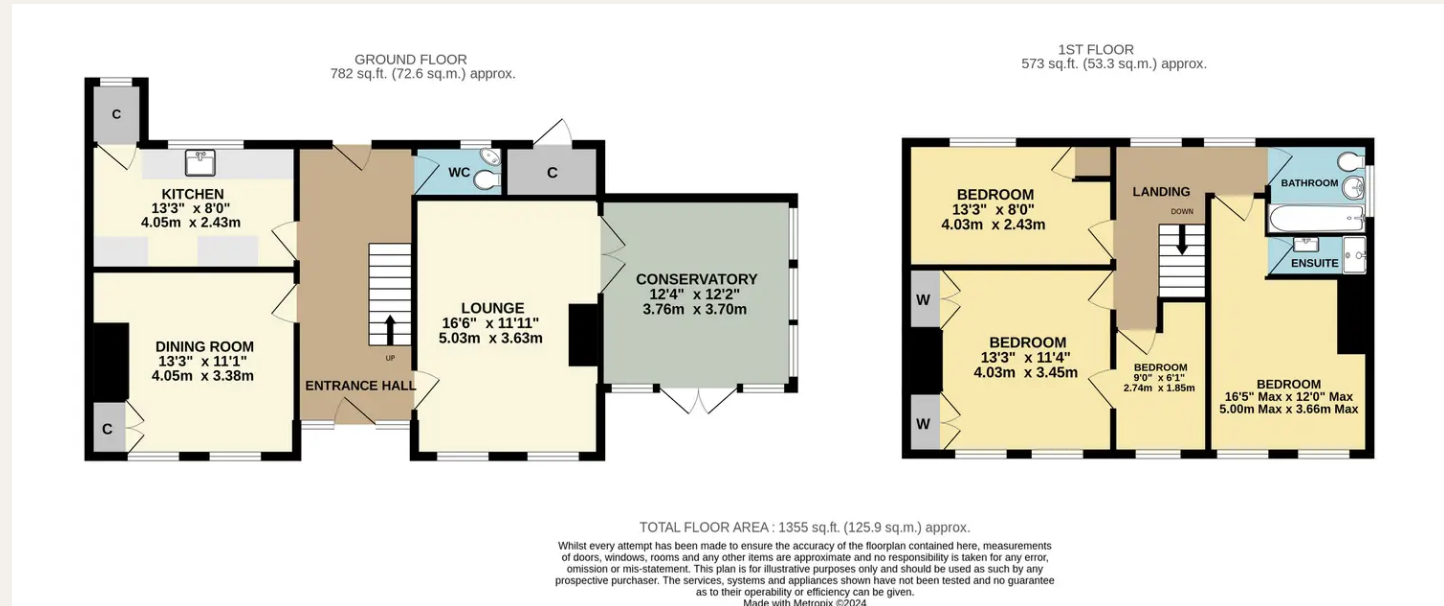 GROUND FLOOR
782 sq.ft. (72.6 sq.m.) approx.
C
KITCHEN
13'3" x 8'0"
4.05m x 2.43m
WC
C
DINING ROOM
13'3" x 11'1"
4.05m x 3.38m
C
UP
ENTRANCE HALL
LOUNGE
16'6" x 11'11"
5.03m x 3.63m
CONSERVATORY
12'4" x 12'2"
3.76m x 3.70m
1ST FLOOR
573 sq.ft. (53.3 sq.m.) approx.
BEDROOM
13'3" x 8'0"
4.03m x 2.43m
LANDING
DOWN
BATHROOM
ENSUITE
W
BEDROOM
13'3" x 11'4"
4.03m x 3.45m
W
BEDROOM
9'0" x 6'1"
2.74m x 1.85m
BEDROOM
16'5" Max x 12'0" Max
5.00m Max x 3.66m Max
TOTAL FLOOR AREA : 1355 sq.ft. (125.9 sq.m.) approx.
Whilst every attempt has been made to ensure the accuracy of the floorplan contained here, measurements
of doors, windows, rooms and any other items are approximate and no responsibility is taken for any error,
omission or mis-statement. This plan is for illustrative purposes only and should be used as such by any
prospective purchaser. The services, systems and appliances shown have not been tested and no guarantee
as to their operability or efficiency can be given.
Made with Metropix ©2024